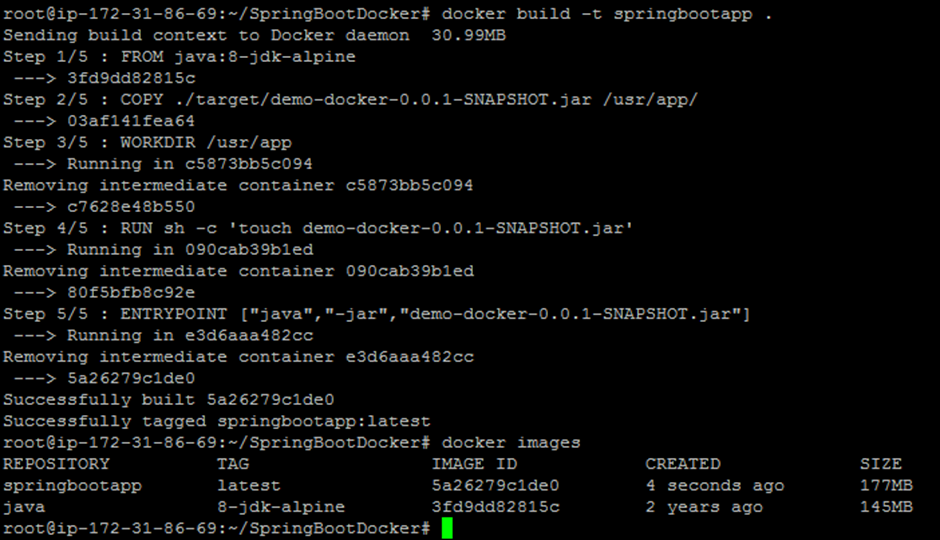 root@ip-172-31-86-69:~/SpringBootDocker# docker build -t springbootapp .
Sending build context to Docker daemon  30.99MB
Step 1/5 : FROM java:8-jdk-alpine
 ---> 3fd9dd82815c
Step 2/5 : COPY ./target/demo-docker-0.0.1-SNAPSHOT.jar /usr/app/
 ---> 03af141fea64
Step 3/5 : WORKDIR /usr/app
 ---> Running in c5873bb5c094
Removing intermediate container c5873bb5c094
 ---> c7628e48b550
Step 4/5 : RUN sh -c 'touch demo-docker-0.0.1-SNAPSHOT.jar'
 ---> Running in 090cab39b1ed
Removing intermediate container 090cab39b1ed
 ---> 80f5bfb8c92e
Step 5/5 : ENTRYPOINT ["java","-jar","demo-docker-0.0.1-SNAPSHOT.jar"]
 ---> Running in e3d6aaa482cc
Removing intermediate container e3d6aaa482cc
 ---> 5a26279c1de0
Successfully built 5a26279c1de0
Successfully tagged springbootapp:latest
root@ip-172-31-86-69:~/SpringBootDocker# docker images
REPOSITORY          TAG                 IMAGE ID            CREATED             SIZE
springbootapp       latest              5a26279c1de0        4 seconds ago       177MB
java                8-jdk-alpine        3fd9dd82815c        2 years ago         145MB
root@ip-172-31-86-69:~/SpringBootDocker#